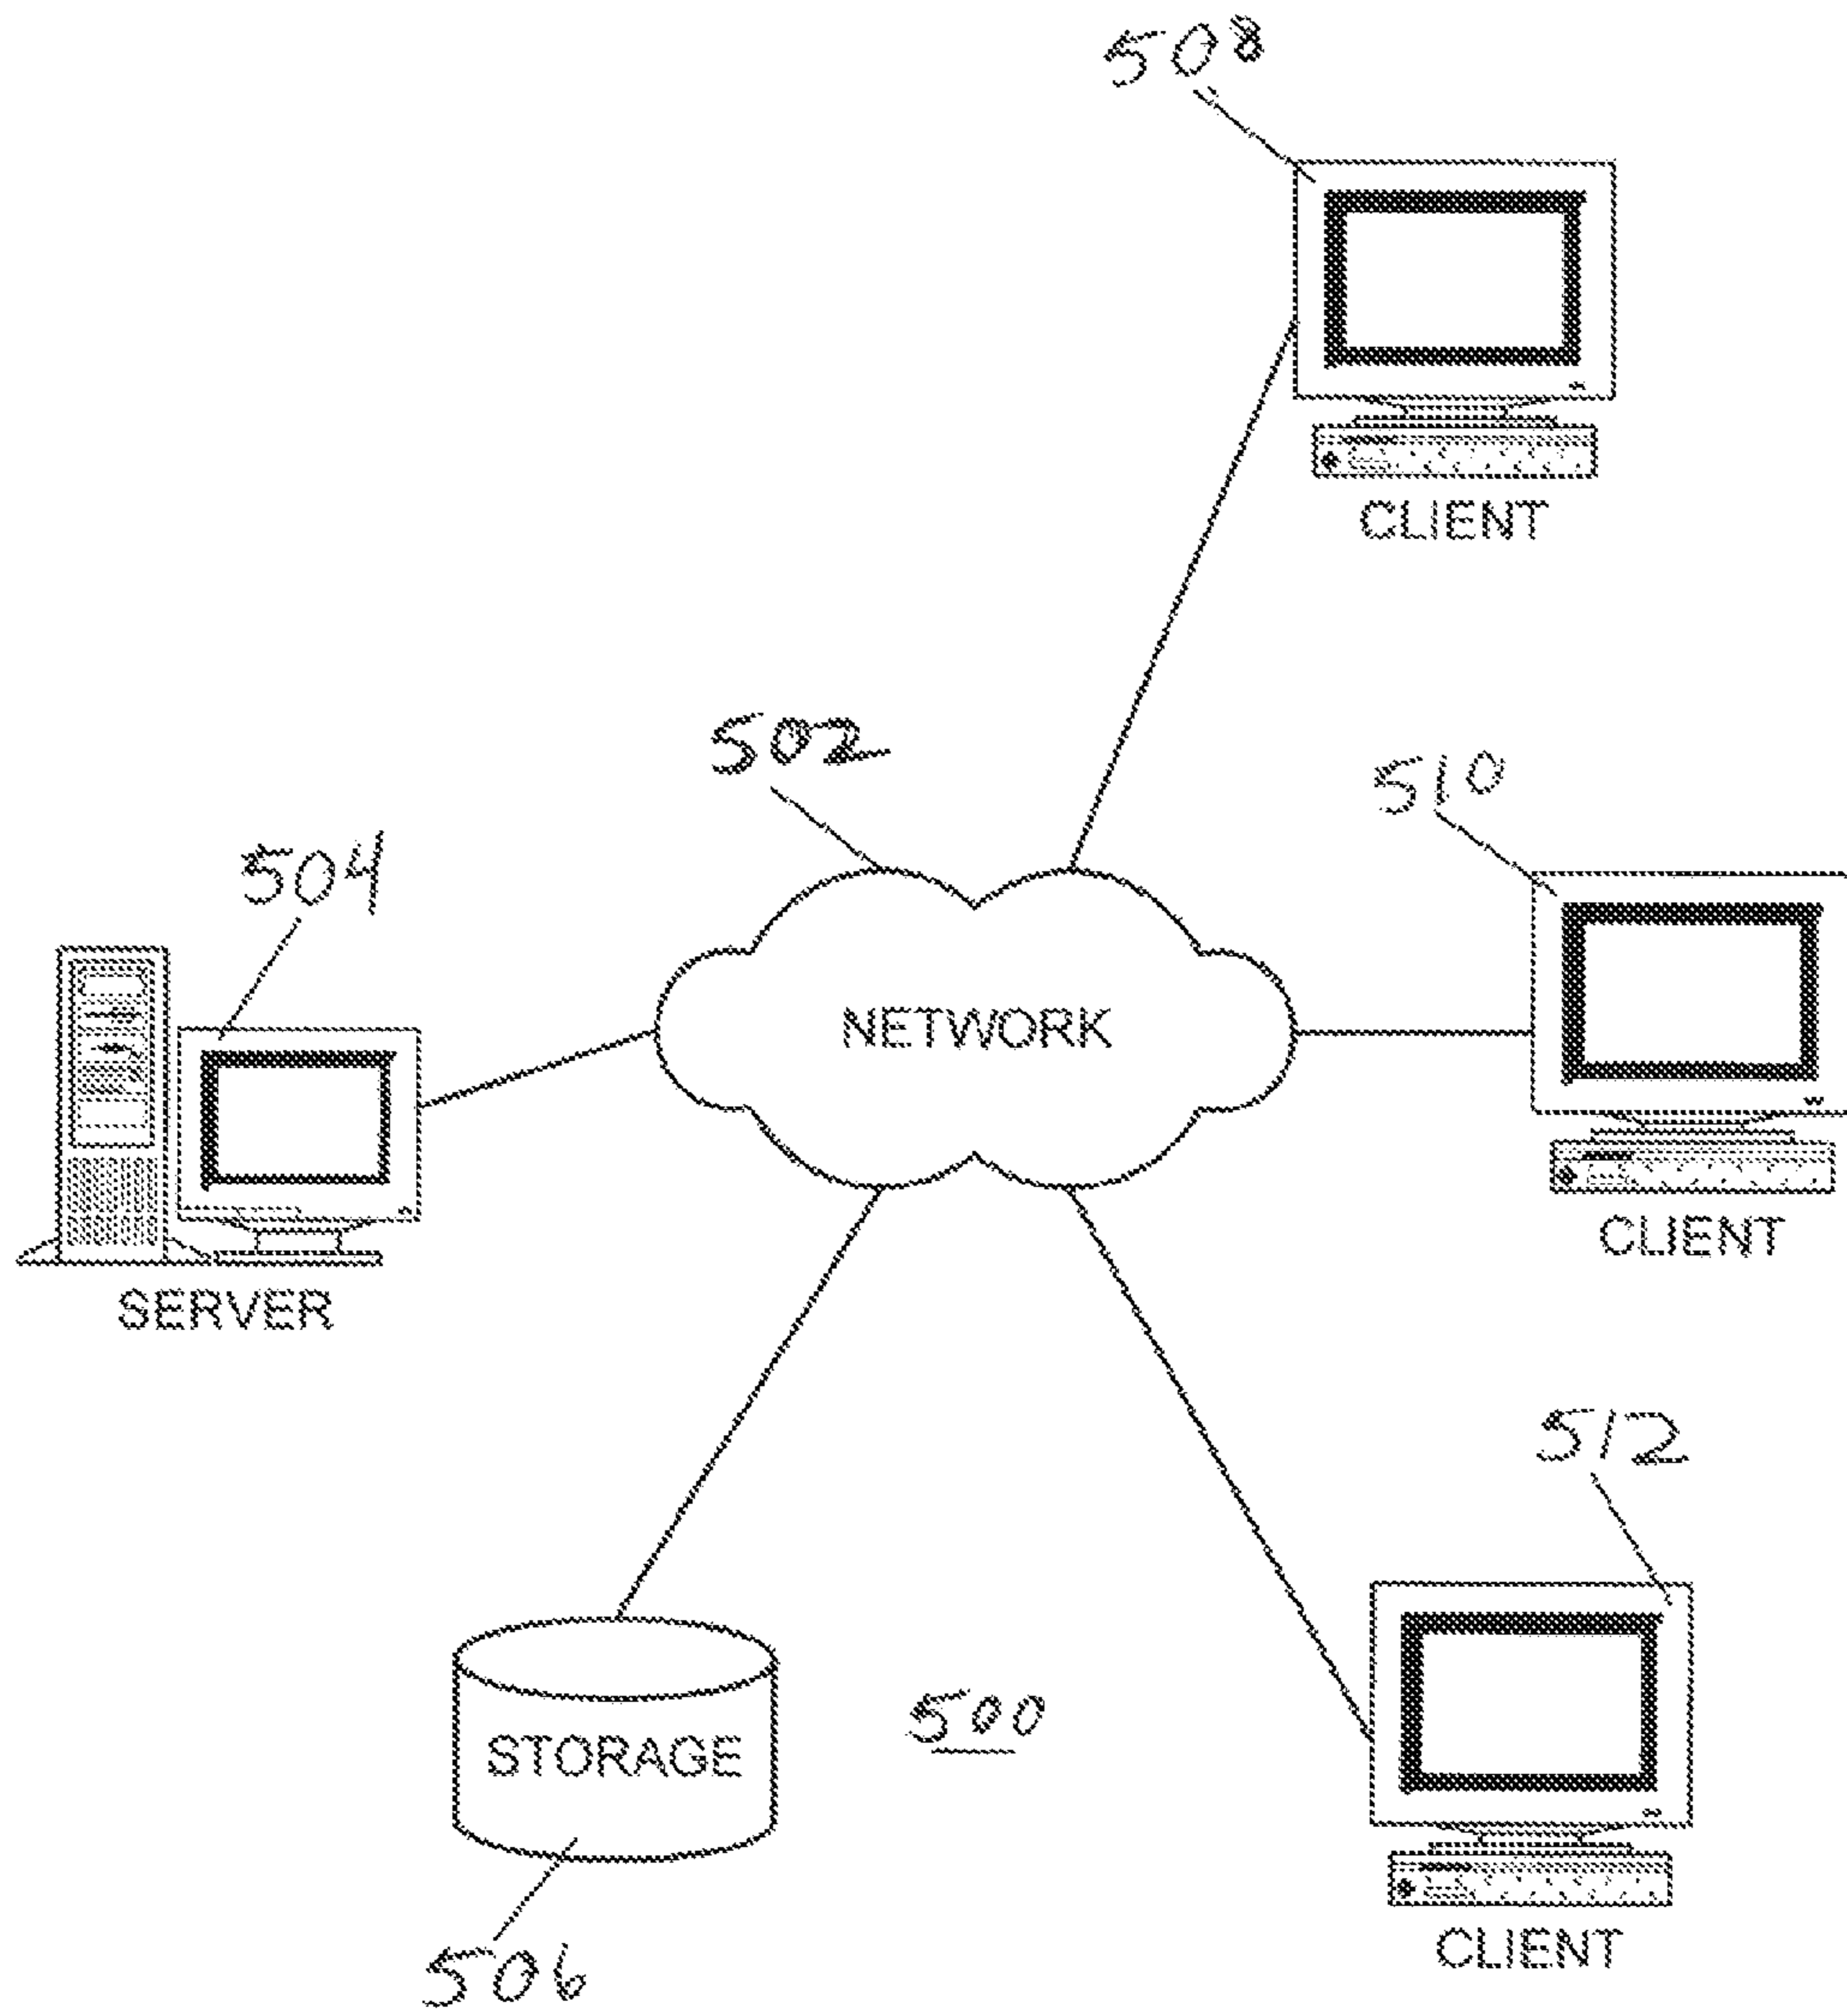 508
CLIENT
502
510
504
NETWORK
CLIENT
SERVER
512
STORAGE
500
506
CLIENT